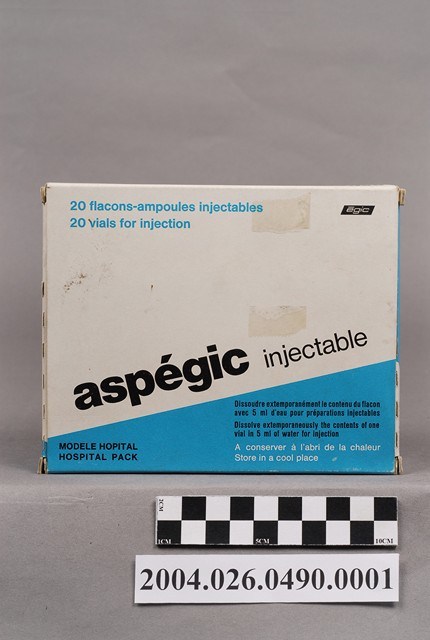 20 flacons-ampoules injectables
20 vials for injection
égic
aspégic injectable
Dissoudre extemporanément le contenu du flacon
avec 5 ml d'eau pour préparations injectables
Dissolve extemporaneously the contents of one
vial in 5 ml of water for injection
A conserver à l'abri de la chaleur
Store in a cool place
MODELE HOPITAL
HOSPITAL PACK
2CM
1CM 5CM 10CM
2004.026.0490.0001